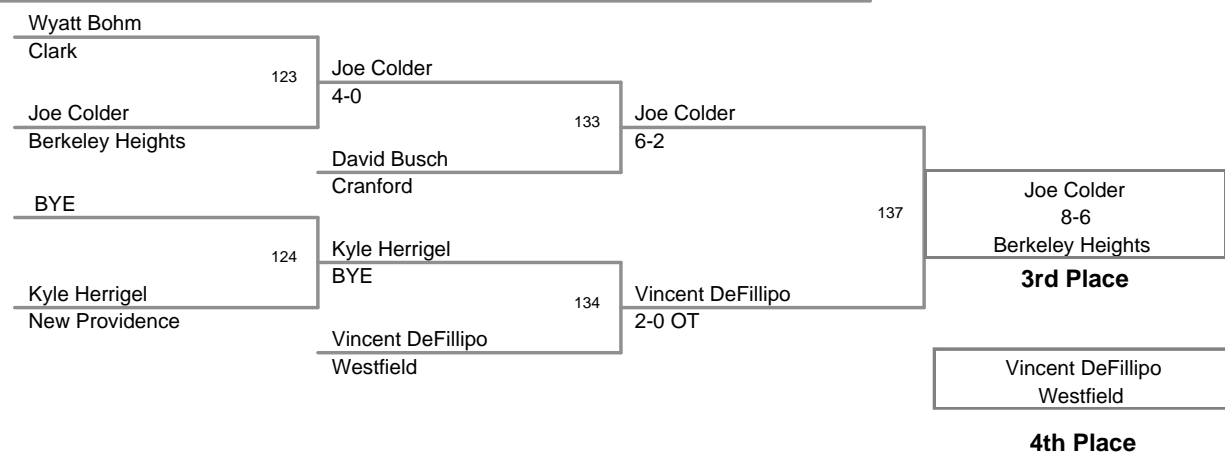 Wyatt Bohm
Clark
123
Joe Colder
4-0
Joe Colder
Berkeley Heights
133
Joe Colder
6-2
David Busch
Cranford
BYE
137
Joe Colder
8-6
Berkeley Heights
3rd Place
124
Kyle Herrigel
BYE
Kyle Herrigel
New Providence
134
Vincent DeFillipo
2-0 OT
Vincent DeFillipo
Westfield
Vincent DeFillipo
Westfield
4th Place